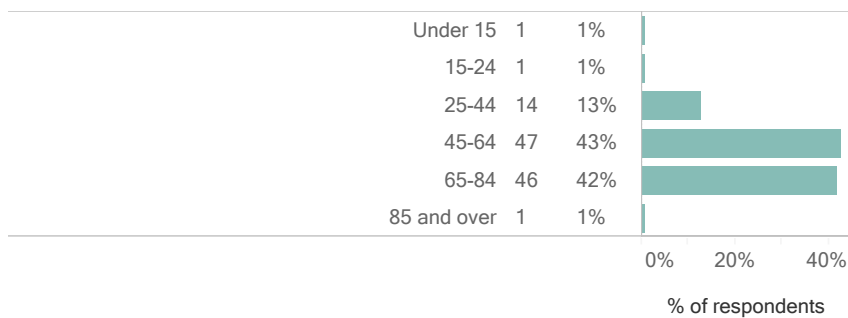 Under 15 1 1%
15-24 1 1%
25-44 14 13%
45-64 47 43%
65-84 46 42%
85 and over 1 1%
0% 20% 40%
% of respondents